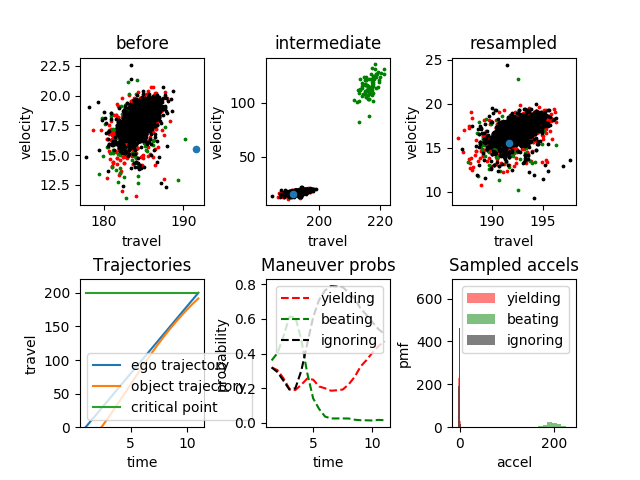 before
intermediate
resampled
22.5
20.0
17.5
15.0
12.5
velocity
180
190
travel
100
50
velocity
200
220
travel
25
20
15
10
velocity
190
195
travel
Trajectories
Maneuver probs
Sampled accels
200
150
100
50
0
travel
ego trajectory
object trajectory
critical point
5
10
time
0.8
0.6
0.4
0.2
0.0
probability
yielding
beating
ignoring
5
10
time
600
400
200
0
pmf
yielding
beating
ignoring
0
200
accel